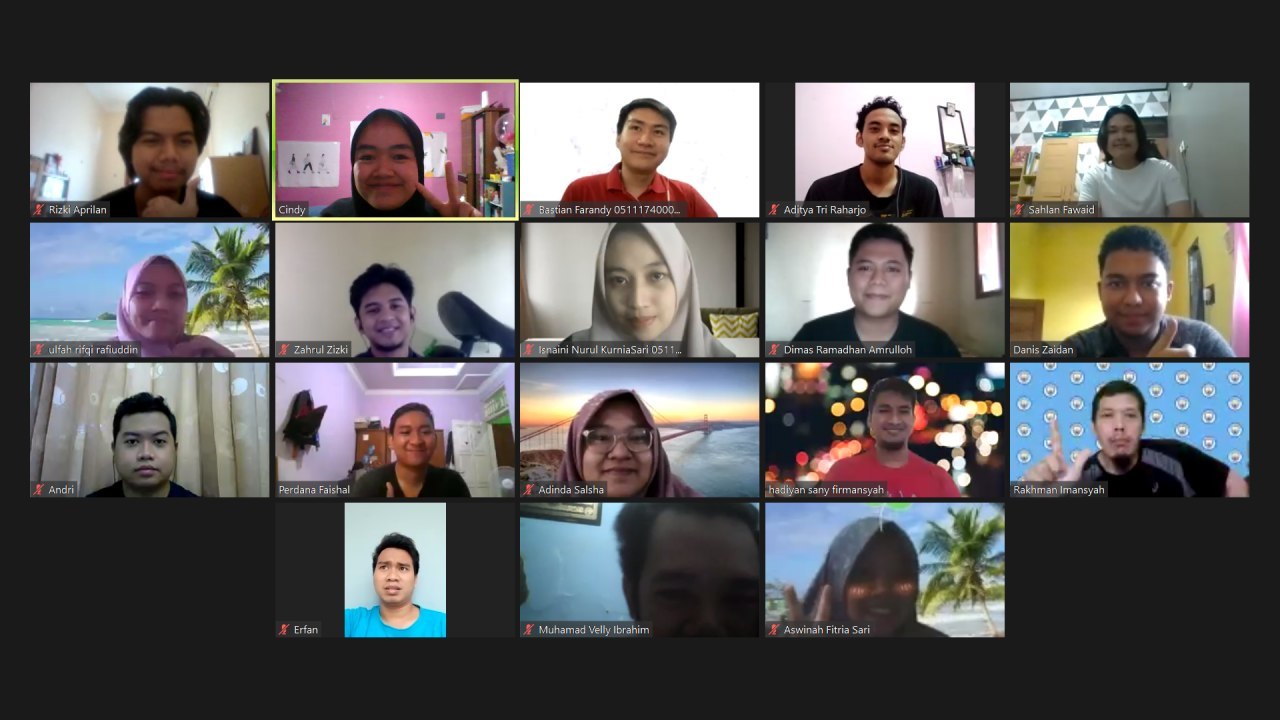 Rizki Aprilan
Cindy
Bastian Farandy 0511174000...
Aditya Tri Raharjo
Sahlan Fawaid
ulfah rifqi rafiuddin
Zahrul Zizki
Isnaini Nurul KurniaSari 0511...
Dimas Ramadhan Amrulloh
Danis Zaidan
Andri
Perdana Faishal
Adinda Salsha
hadiyan sany firmansyah
Rakhman Imansyah
Erfan
Muhamad Velly Ibrahim
Aswinah Fitria Sari